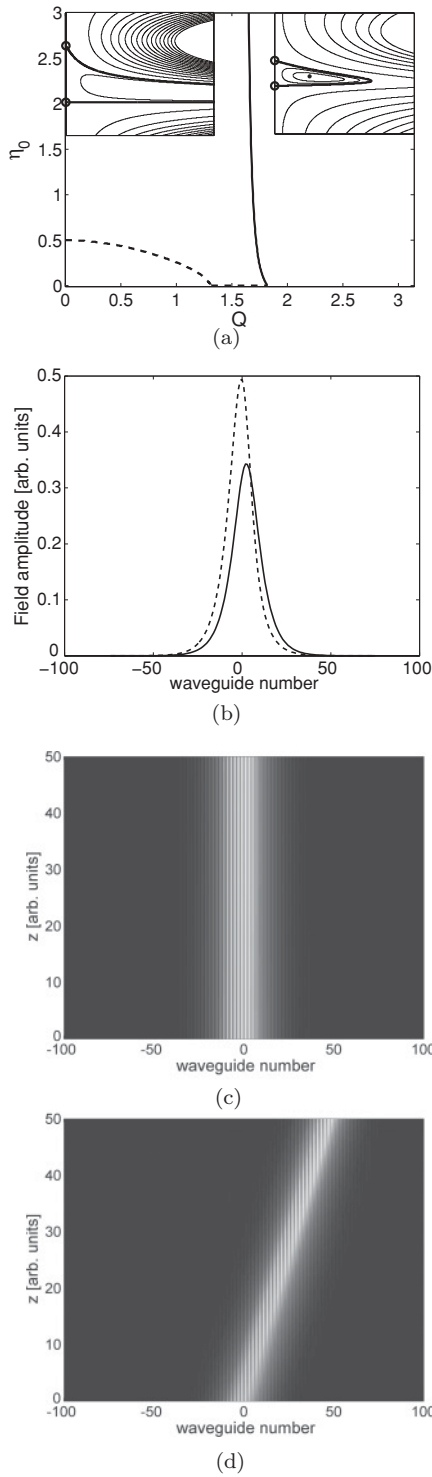 3
2.5
2
1.5
1
0.5
0
η0
0 0.5 1 1.5 2 2.5 3
Q
(a)
0.5
0.4
0.3
0.2
0.1
0
Field amplitude [arb. units]
−100 −50 0 50 100
waveguide number
(b)
50
40
30
20
10
0
z [arb. units]
-100 -50 0 50 100
waveguide number
(c)
50
40
30
20
10
0
z [arb. units]
-100 -50 0 50 100
waveguide number
(d)